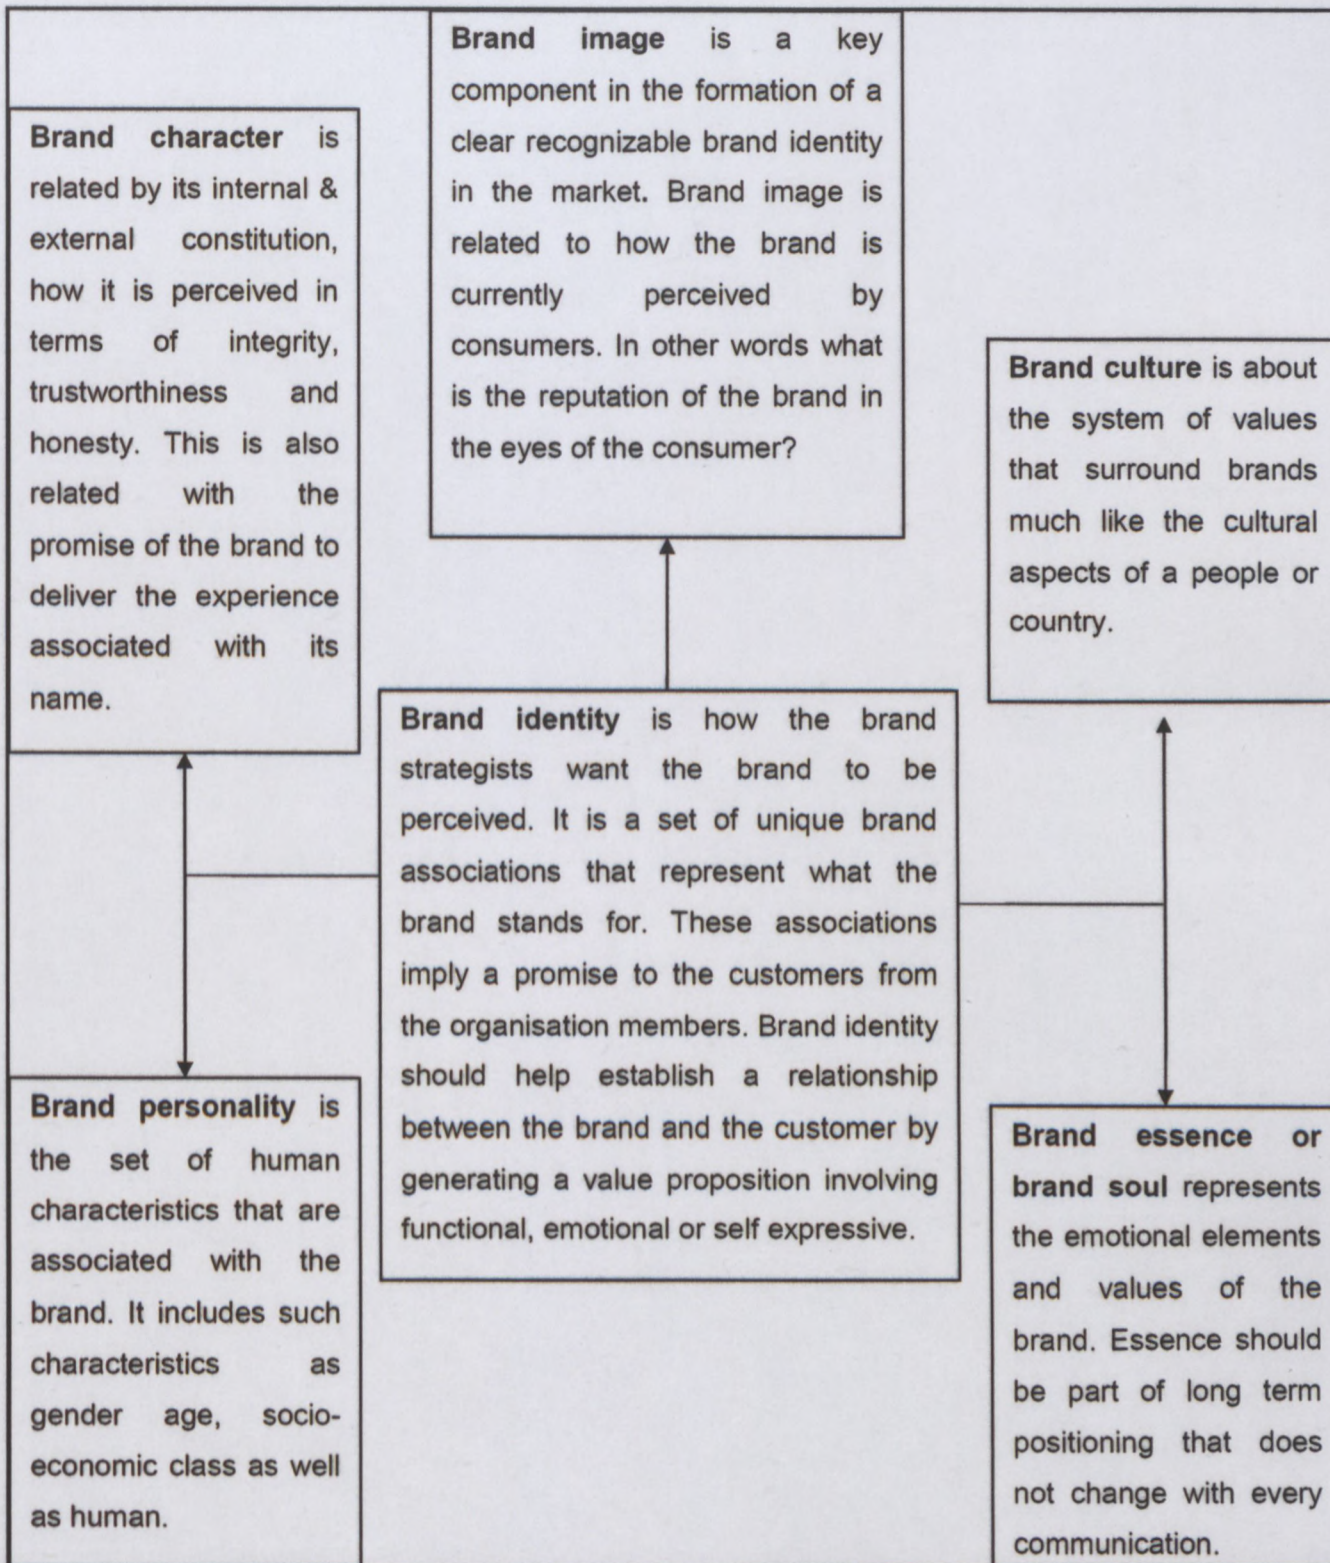 Brand image is a key
component in the formation of a
clear recognizable brand identity
in the market. Brand image is
related to how the brand is
currently perceived by
consumers. In other words what
is the reputation of the brand in
the eyes of the consumer?
Brand character is
related by its internal &
external constitution,
how it is perceived in
terms of integrity,
trustworthiness and
honesty. This is also
related with the
promise of the brand to
deliver the experience
associated with its
name.
Brand culture is about
the system of values
that surround brands
much like the cultural
aspects of a people or
country.
Brand identity is how the brand
strategists want the brand to be
perceived. It is a set of unique brand
associations that represent what the
brand stands for. These associations
imply a promise to the customers from
the organisation members. Brand identity
should help establish a relationship
between the brand and the customer by
generating a value proposition involving
functional, emotional or self expressive.
Brand personality is
the set of human
characteristics that are
associated with the
brand. It includes such
characteristics as
gender age, socio-
economic class as well
as human.
Brand essence or
brand soul represents
the emotional elements
and values of the
brand. Essence should
be part of long term
positioning that does
not change with every
communication.